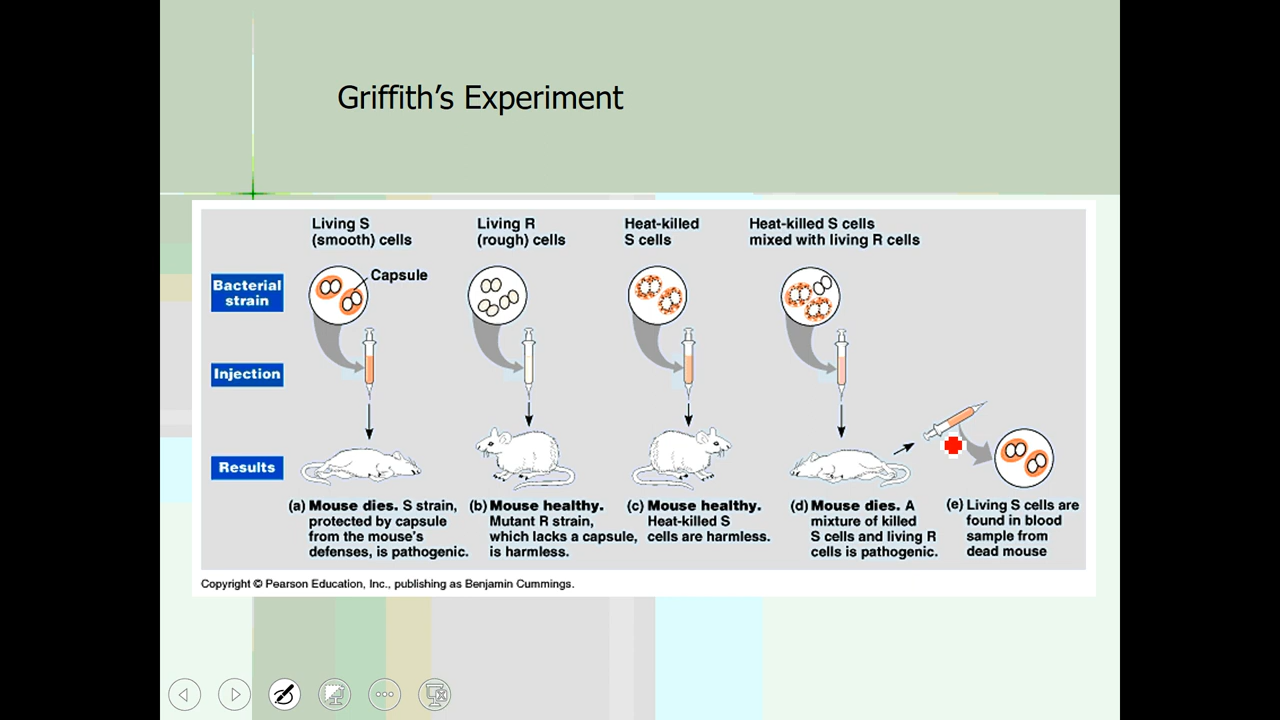 Griffith’s Experiment
Living S
(smooth) cells
Living R
(rough) cells
Heat-killed
S cells
Heat-killed S cells
mixed with living R cells
Capsule
Bacterial
strain
Injection
Results
(a) Mouse dies. S strain,
protected by capsule
from the mouse's
defenses, is pathogenic.
(b) Mouse healthy.
Mutant R strain,
which lacks a capsule,
is harmless.
(c) Mouse healthy.
Heat-killed S
cells are harmless.
(d) Mouse dies. A
mixture of killed
S cells and living R
cells is pathogenic.
(e) Living S cells are
found in blood
sample from
dead mouse
Copyright © Pearson Education, Inc., publishing as Benjamin Cummings.